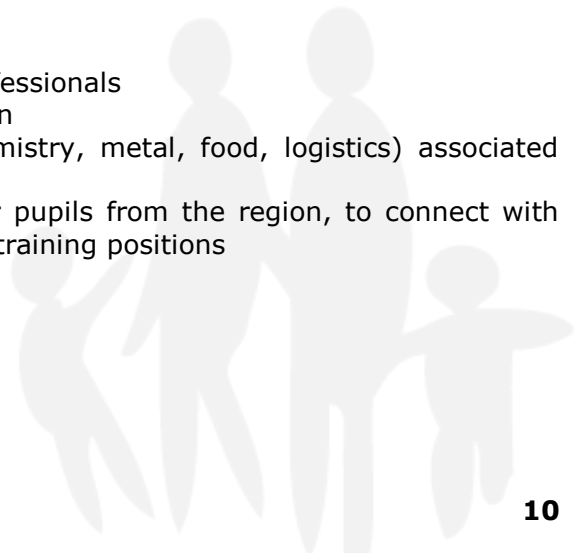 essionals
n
mistry, metal, food, logistics) associated
pupils from the region, to connect with
training positions
10